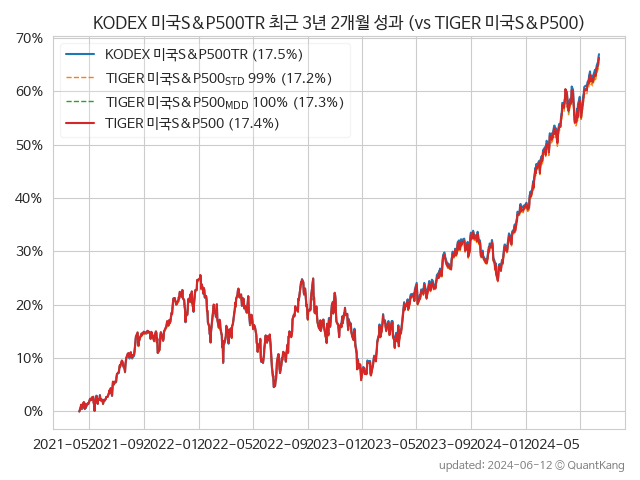 KODEX 미국S&P500TR 최근 3년 2개월 성과 (vs TIGER 미국S&P500)
70%
60%
50%
40%
30%
20%
10%
0%
KODEX 미국S&P500TR (17.5%)
TIGER 미국S&P500STD 99% (17.2%)
TIGER 미국S&P500MDD 100% (17.3%)
TIGER 미국S&P500 (17.4%)
2021-05 2021-09 2022-01 2022-05 2022-09 2023-01 2023-05 2023-09 2024-01 2024-05
updated: 2024-06-12 © QuantKang